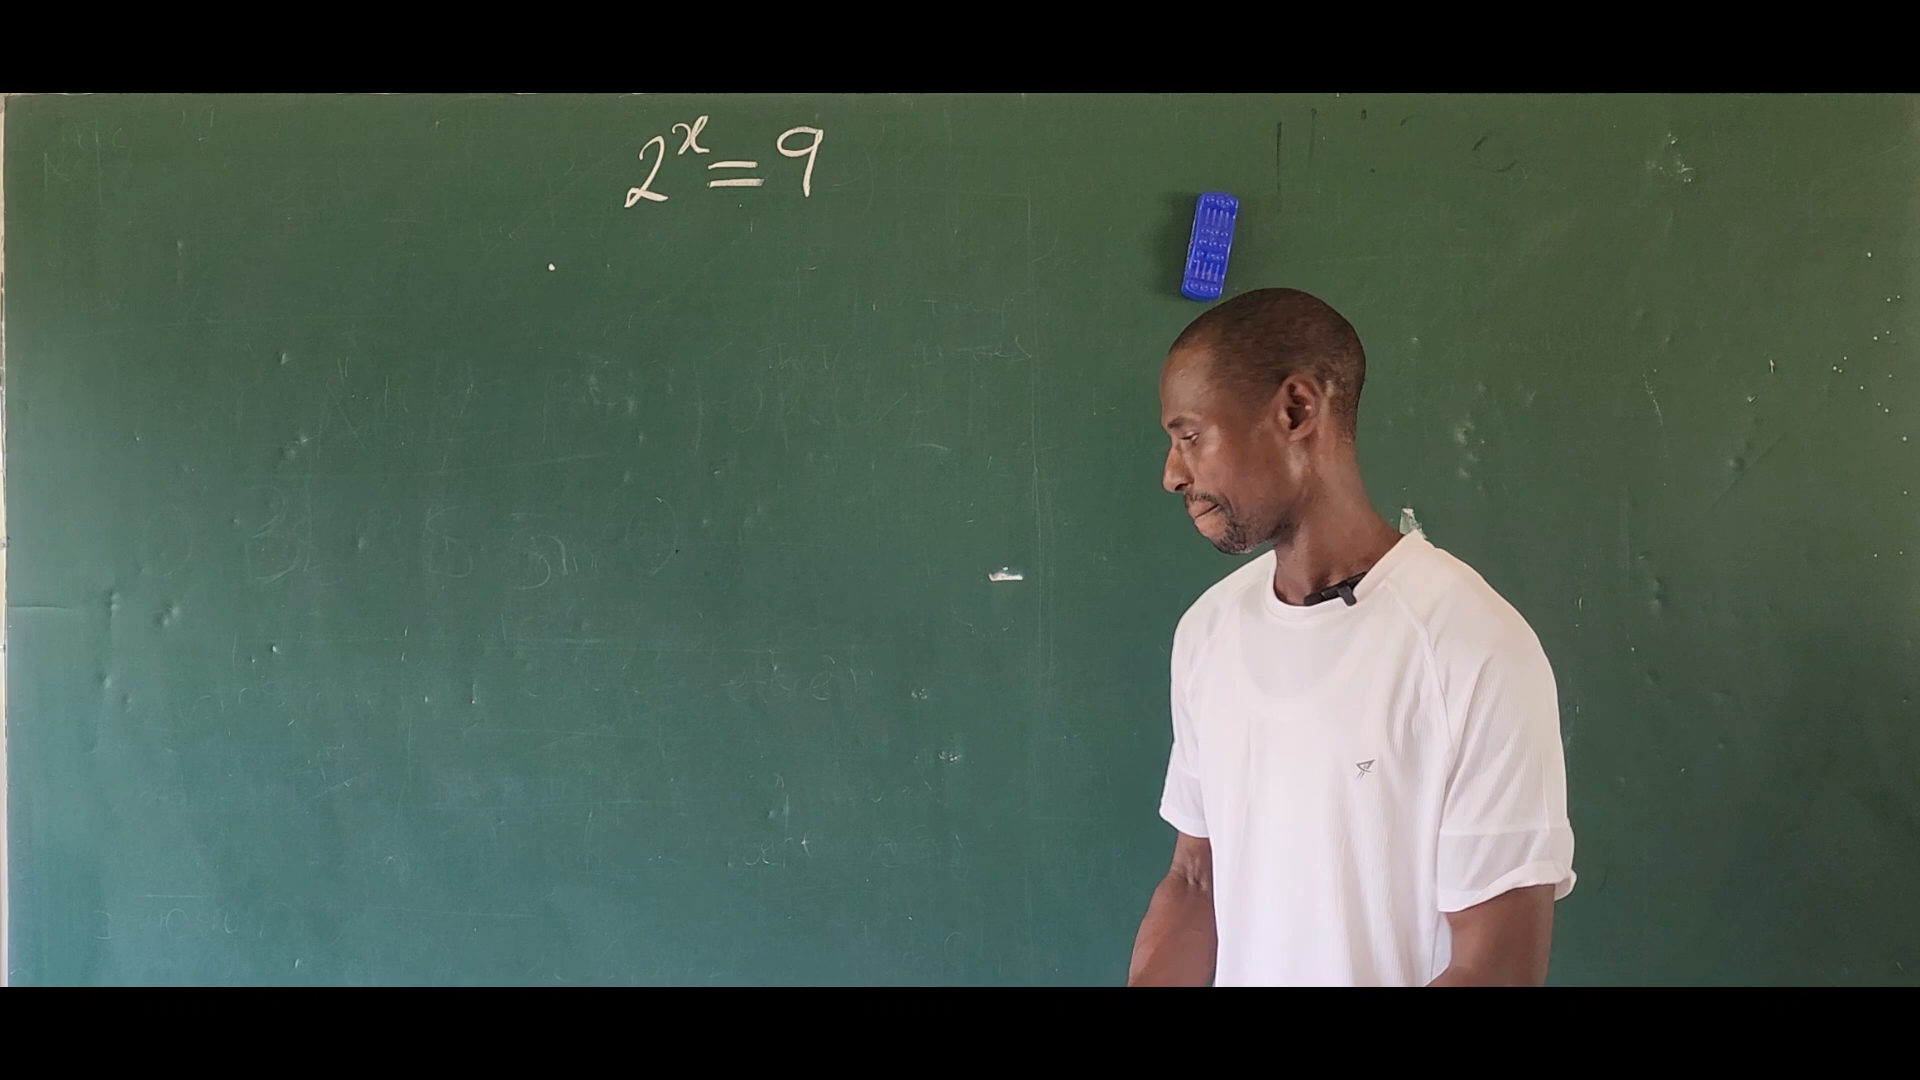 2^x = 9